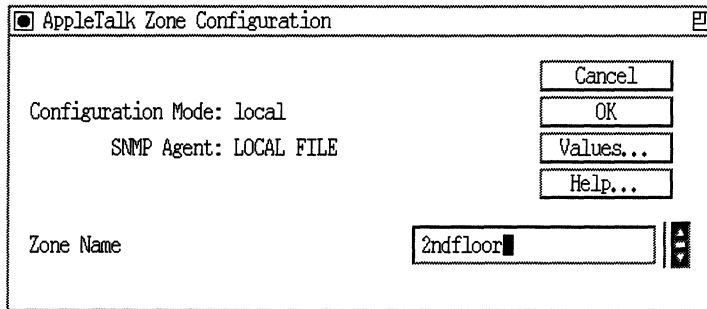 AppleTalk Zone Configuration
Cancel
Configuration Mode: local
OK
SNMP Agent: LOCAL FILE
Values...
Help...
Zone Name
2ndfloor